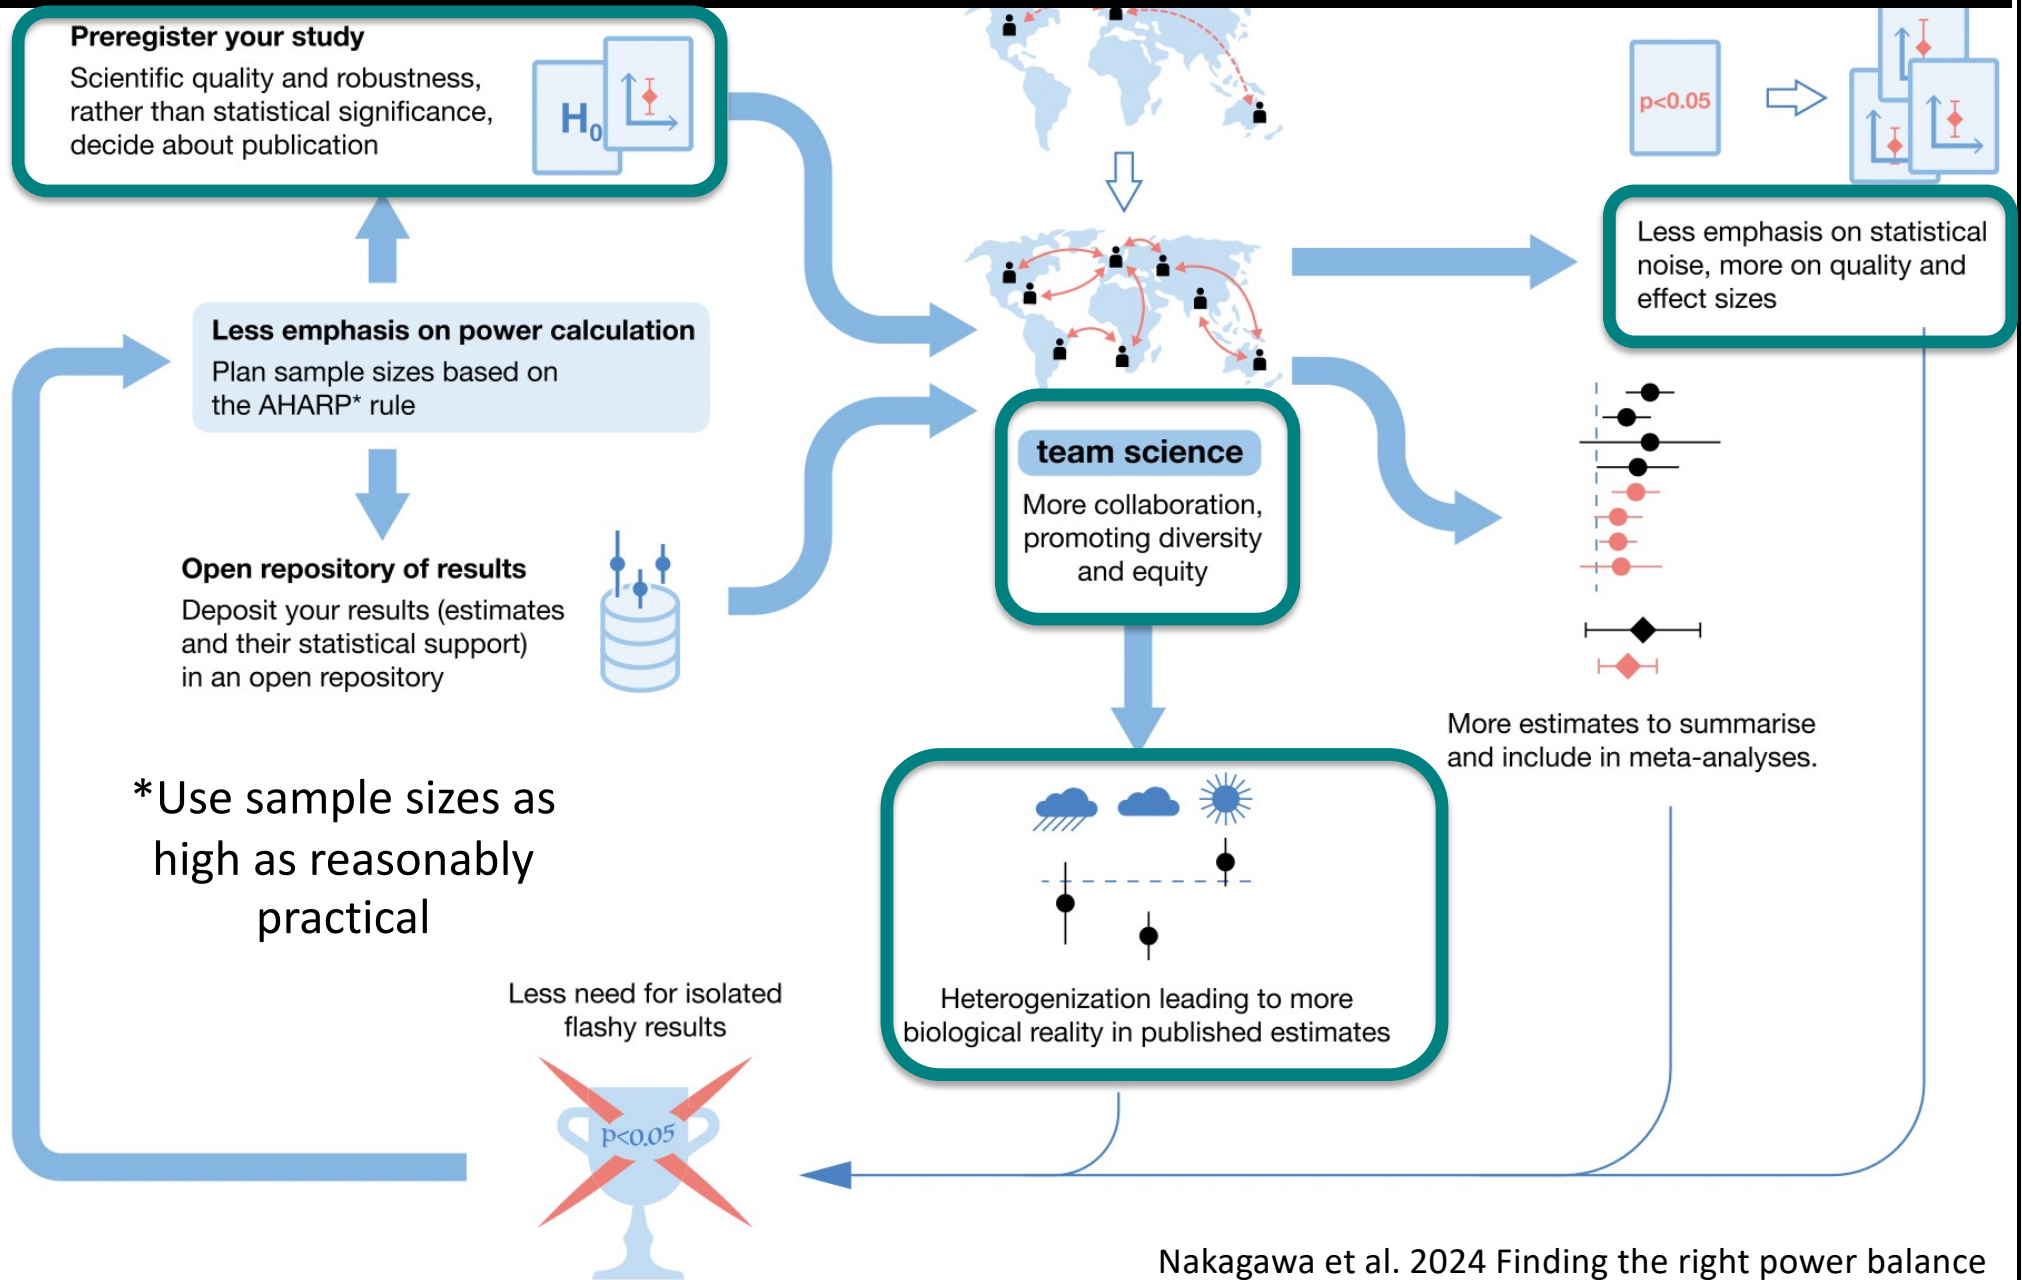 Preregister your study
Scientific quality and robustness,
rather than statistical significance,
decide about publication
H0
p<0.05
Less emphasis on statistical
noise, more on quality and
effect sizes
Less emphasis on power calculation
Plan sample sizes based on
the AHARP* rule
team science
More collaboration,
promoting diversity
and equity
Open repository of results
Deposit your results (estimates
and their statistical support)
in an open repository
More estimates to summarise
and include in meta-analyses.
*Use sample sizes as
high as reasonably
practical
Heterogenization leading to more
biological reality in published estimates
Less need for isolated
flashy results
p<0.05
Nakagawa et al. 2024 Finding the right power balance